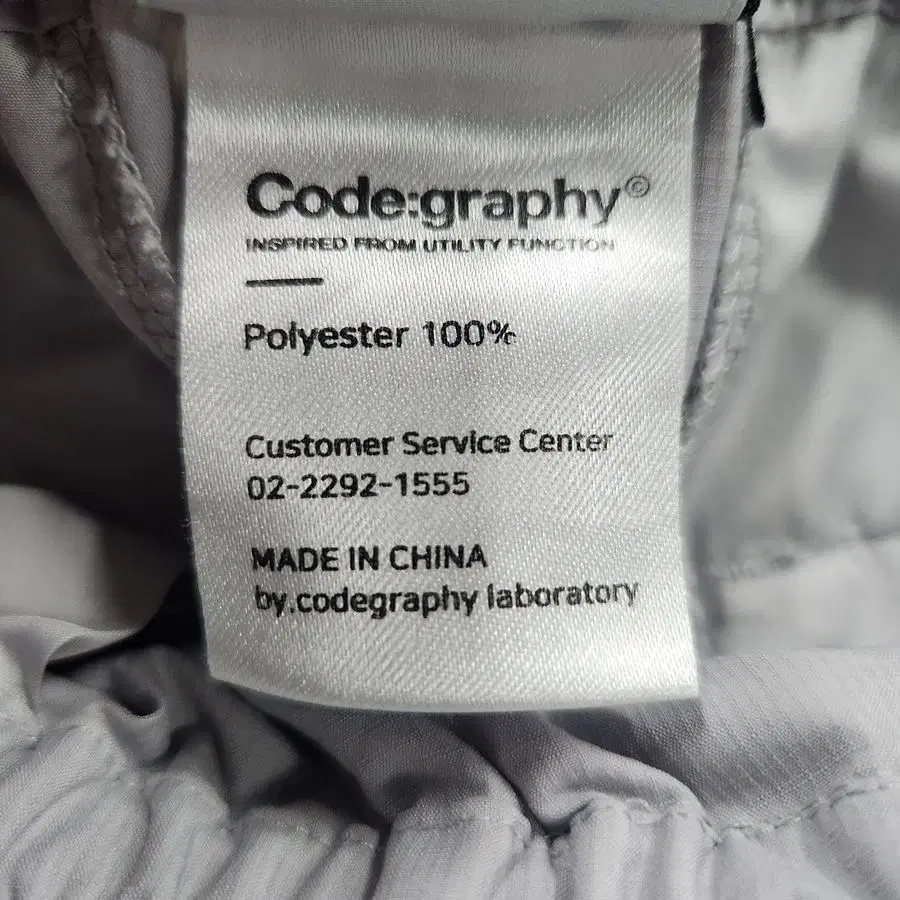 Code:graphy©
INSPIRED FROM UTILITY FUNCTION
Polyester 100%
Customer Service Center
02-2292-1555
MADE IN CHINA
by.codegraphy laboratory